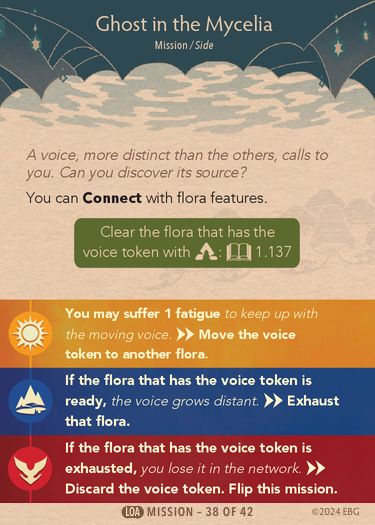 Ghost in the Mycelia
Mission / Side
A voice, more distinct than the others, calls to
you. Can you discover its source?
You can Connect with flora features.
Clear the flora that has the
voice token with : 1.137
You may suffer 1 fatigue to keep up with
the moving voice. Move the voice
token to another flora.
If the flora that has the voice token is
ready, the voice grows distant. Exhaust
that flora.
If the flora that has the voice token is
exhausted, you lose it in the network.
Discard the voice token. Flip this mission.
LOA MISSION – 38 OF 42
©2024 EBG